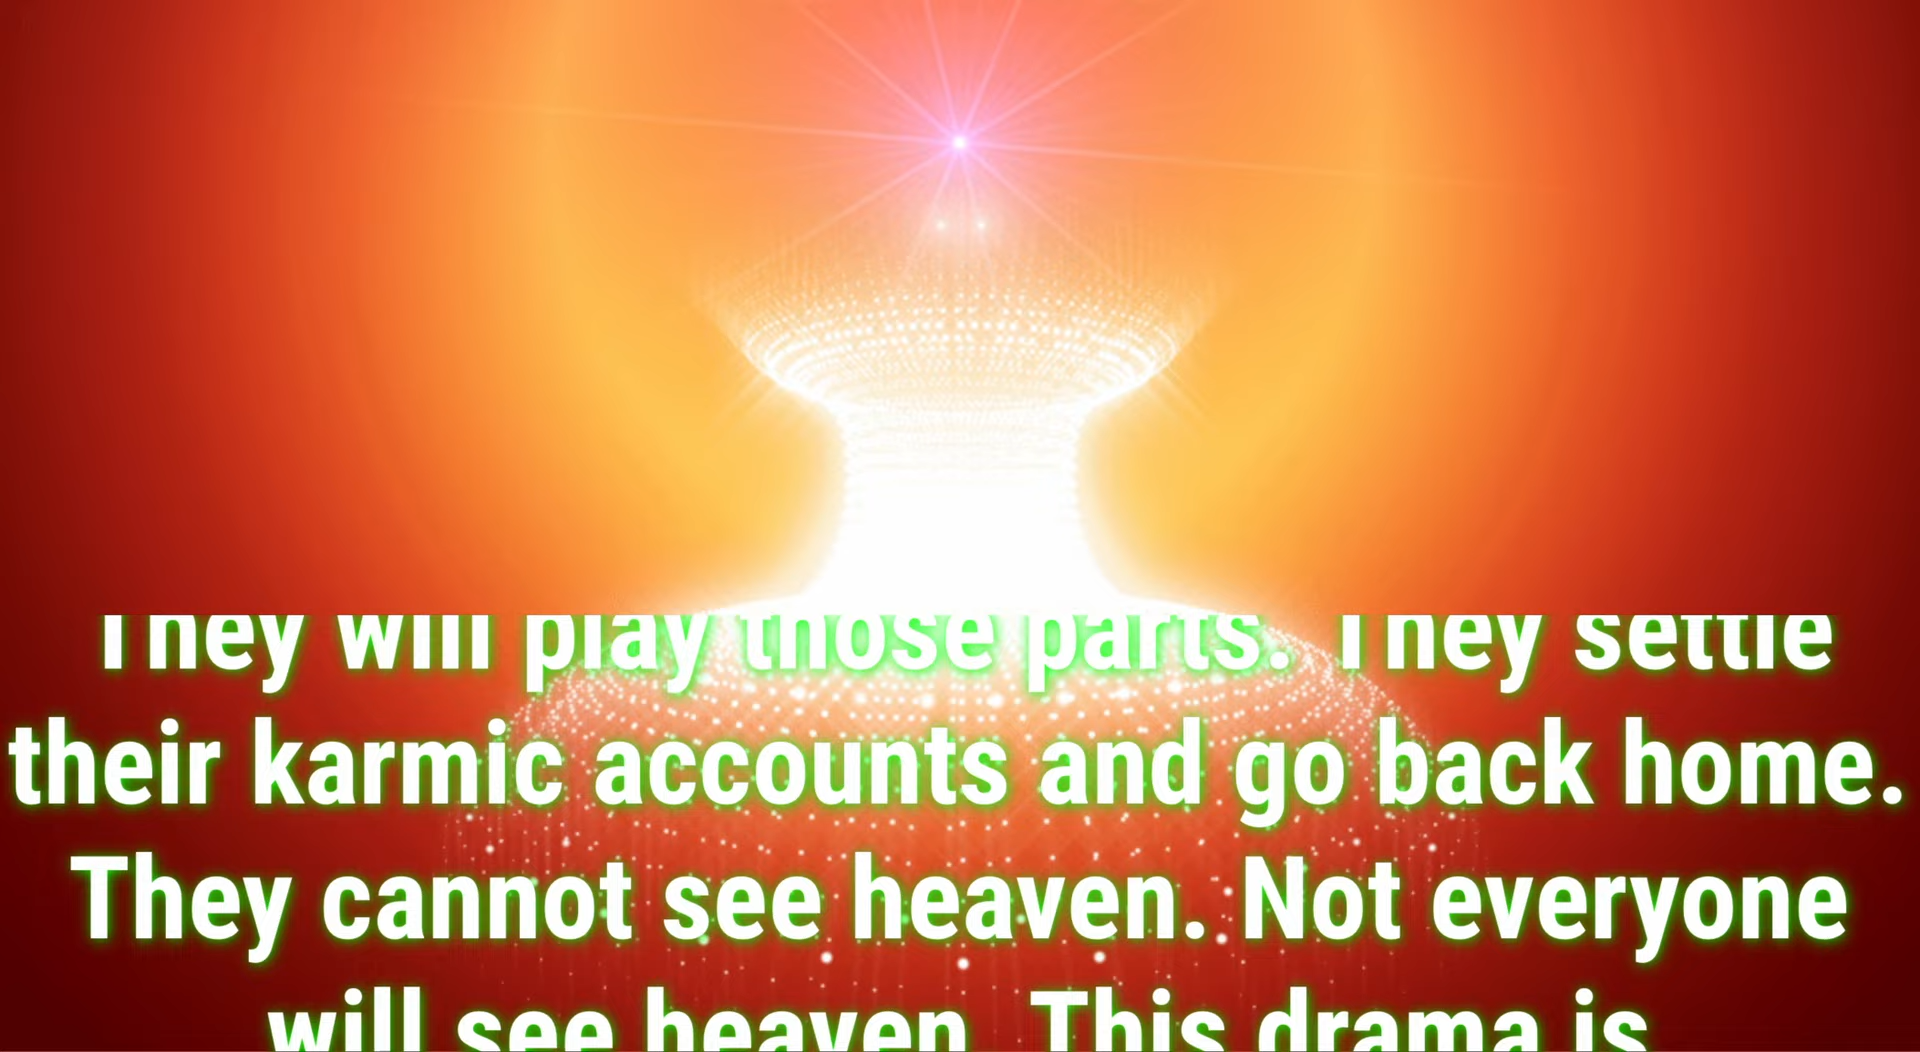 They will play those parts. They settle
their karmic accounts and go back home.
They cannot see heaven. Not everyone
will see heaven. This drama is